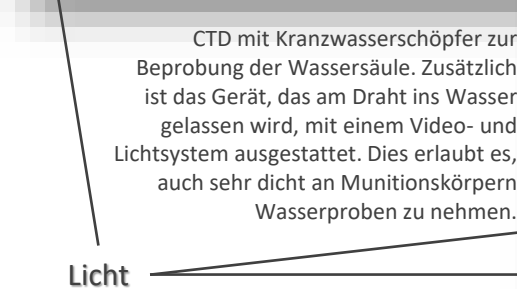 CTD mit Kranzwasserschöpfer zur
Beprobung der Wassersäule. Zusätzlich
ist das Gerät, das am Draht ins Wasser
gelassen wird, mit einem Video- und
Lichtsystem ausgestattet. Dies erlaubt es,
auch sehr dicht an Munitionskörpern
Wasserproben zu nehmen.
Licht